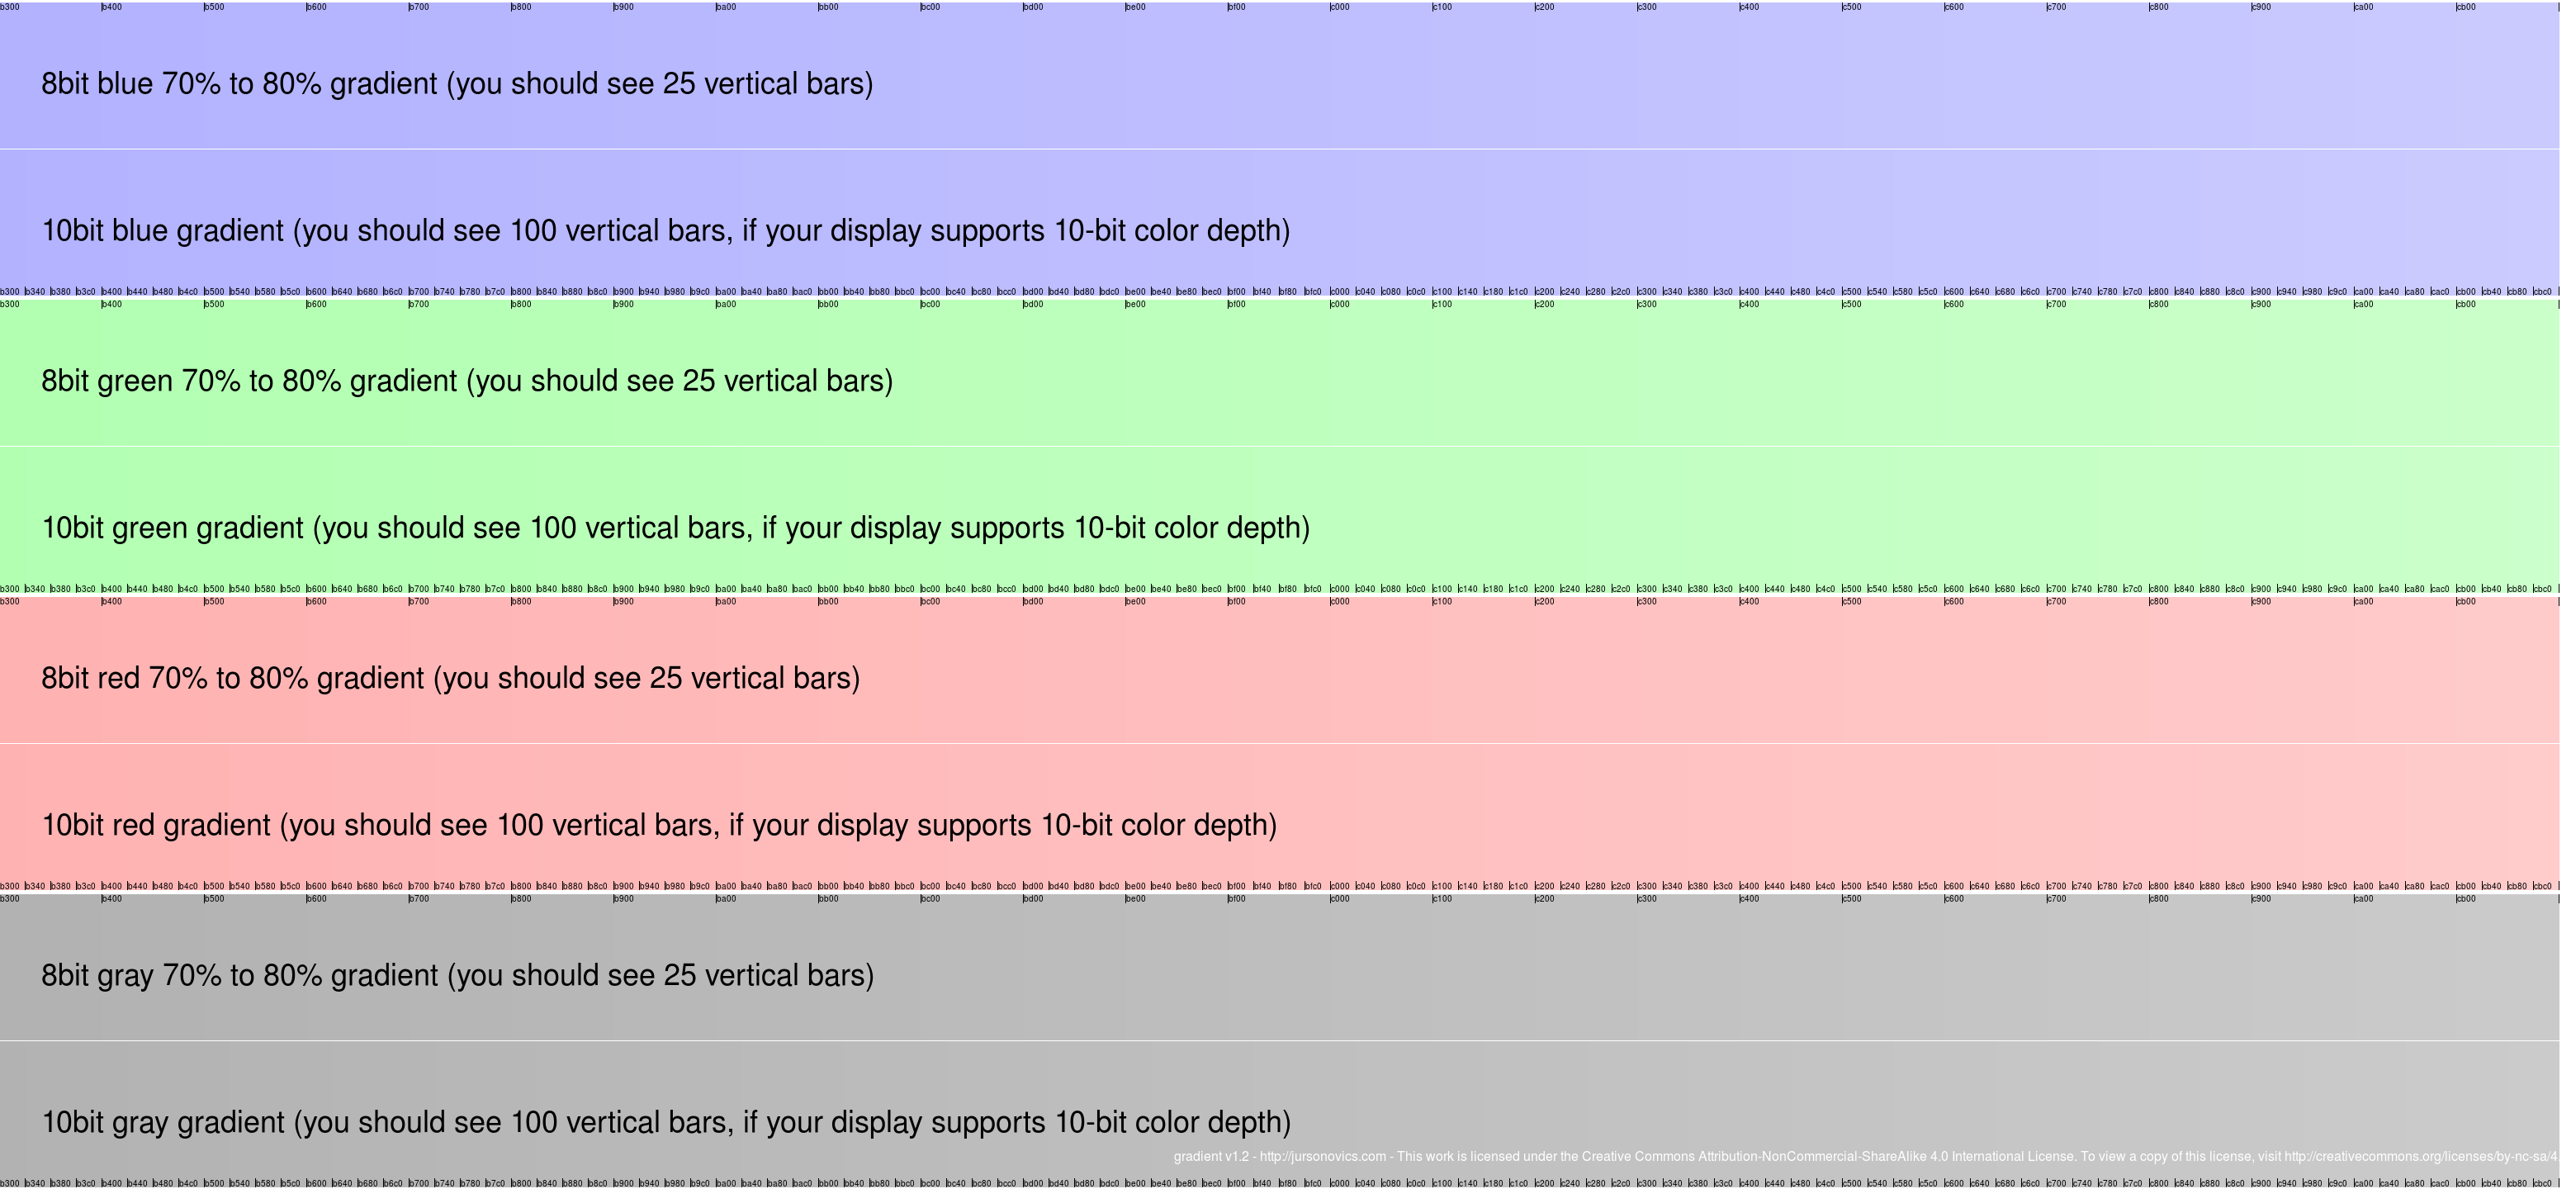 b300 b400 b500 b600 b700 b800 b900 ba00 bb00 bc00 bd00 be00 bf00 c000 c100 c200 c300 c400 c500 c600 c700 c800 c900 ca00 cb00
8bit blue 70% to 80% gradient (you should see 25 vertical bars)
10bit blue gradient (you should see 100 vertical bars, if your display supports 10-bit color depth)
b300 b340 b380 b3c0 b400 b440 b480 b4c0 b500 b540 b580 b5c0 b600 b640 b680 b6c0 b700 b740 b780 b7c0 b800 b840 b880 b8c0 b900 b940 b980 b9c0 ba00 ba40 ba80 bac0 bb00 bb40 bb80 bbc0 bc00 bc40 bc80 bcc0 bd00 bd40 bd80 bdc0 be00 be40 be80 bec0 bf00 bf40 bf80 bfc0 c000 c040 c080 c0c0 c100 c140 c180 c1c0 c200 c240 c280 c2c0 c300 c340 c380 c3c0 c400 c440 c480 c4c0 c500 c540 c580 c5c0 c600 c640 c680 c6c0 c700 c740 c780 c7c0 c800 c840 c880 c8c0 c900 c940 c980 c9c0 ca00 ca40 ca80 cac0 cb00 cb40 cb80 cbc0
b300 b400 b500 b600 b700 b800 b900 ba00 bb00 bc00 bd00 be00 bf00 c000 c100 c200 c300 c400 c500 c600 c700 c800 c900 ca00 cb00
8bit green 70% to 80% gradient (you should see 25 vertical bars)
10bit green gradient (you should see 100 vertical bars, if your display supports 10-bit color depth)
b300 b340 b380 b3c0 b400 b440 b480 b4c0 b500 b540 b580 b5c0 b600 b640 b680 b6c0 b700 b740 b780 b7c0 b800 b840 b880 b8c0 b900 b940 b980 b9c0 ba00 ba40 ba80 bac0 bb00 bb40 bb80 bbc0 bc00 bc40 bc80 bcc0 bd00 bd40 bd80 bdc0 be00 be40 be80 bec0 bf00 bf40 bf80 bfc0 c000 c040 c080 c0c0 c100 c140 c180 c1c0 c200 c240 c280 c2c0 c300 c340 c380 c3c0 c400 c440 c480 c4c0 c500 c540 c580 c5c0 c600 c640 c680 c6c0 c700 c740 c780 c7c0 c800 c840 c880 c8c0 c900 c940 c980 c9c0 ca00 ca40 ca80 cac0 cb00 cb40 cb80 cbc0
b300 b400 b500 b600 b700 b800 b900 ba00 bb00 bc00 bd00 be00 bf00 c000 c100 c200 c300 c400 c500 c600 c700 c800 c900 ca00 cb00
8bit red 70% to 80% gradient (you should see 25 vertical bars)
10bit red gradient (you should see 100 vertical bars, if your display supports 10-bit color depth)
b300 b340 b380 b3c0 b400 b440 b480 b4c0 b500 b540 b580 b5c0 b600 b640 b680 b6c0 b700 b740 b780 b7c0 b800 b840 b880 b8c0 b900 b940 b980 b9c0 ba00 ba40 ba80 bac0 bb00 bb40 bb80 bbc0 bc00 bc40 bc80 bcc0 bd00 bd40 bd80 bdc0 be00 be40 be80 bec0 bf00 bf40 bf80 bfc0 c000 c040 c080 c0c0 c100 c140 c180 c1c0 c200 c240 c280 c2c0 c300 c340 c380 c3c0 c400 c440 c480 c4c0 c500 c540 c580 c5c0 c600 c640 c680 c6c0 c700 c740 c780 c7c0 c800 c840 c880 c8c0 c900 c940 c980 c9c0 ca00 ca40 ca80 cac0 cb00 cb40 cb80 cbc0
b300 b400 b500 b600 b700 b800 b900 ba00 bb00 bc00 bd00 be00 bf00 c000 c100 c200 c300 c400 c500 c600 c700 c800 c900 ca00 cb00
8bit gray 70% to 80% gradient (you should see 25 vertical bars)
10bit gray gradient (you should see 100 vertical bars, if your display supports 10-bit color depth)
gradient v1.2 - http://jursonovics.com - This work is licensed under the Creative Commons Attribution-NonCommercial-ShareAlike 4.0 International License. To view a copy of this license, visit http://creativecommons.org/licenses/by-nc-sa/4
b300 b340 b380 b3c0 b400 b440 b480 b4c0 b500 b540 b580 b5c0 b600 b640 b680 b6c0 b700 b740 b780 b7c0 b800 b840 b880 b8c0 b900 b940 b980 b9c0 ba00 ba40 ba80 bac0 bb00 bb40 bb80 bbc0 bc00 bc40 bc80 bcc0 bd00 bd40 bd80 bdc0 be00 be40 be80 bec0 bf00 bf40 bf80 bfc0 c000 c040 c080 c0c0 c100 c140 c180 c1c0 c200 c240 c280 c2c0 c300 c340 c380 c3c0 c400 c440 c480 c4c0 c500 c540 c580 c5c0 c600 c640 c680 c6c0 c700 c740 c780 c7c0 c800 c840 c880 c8c0 c900 c940 c980 c9c0 ca00 ca40 ca80 cac0 cb00 cb40 cb80 cbc0